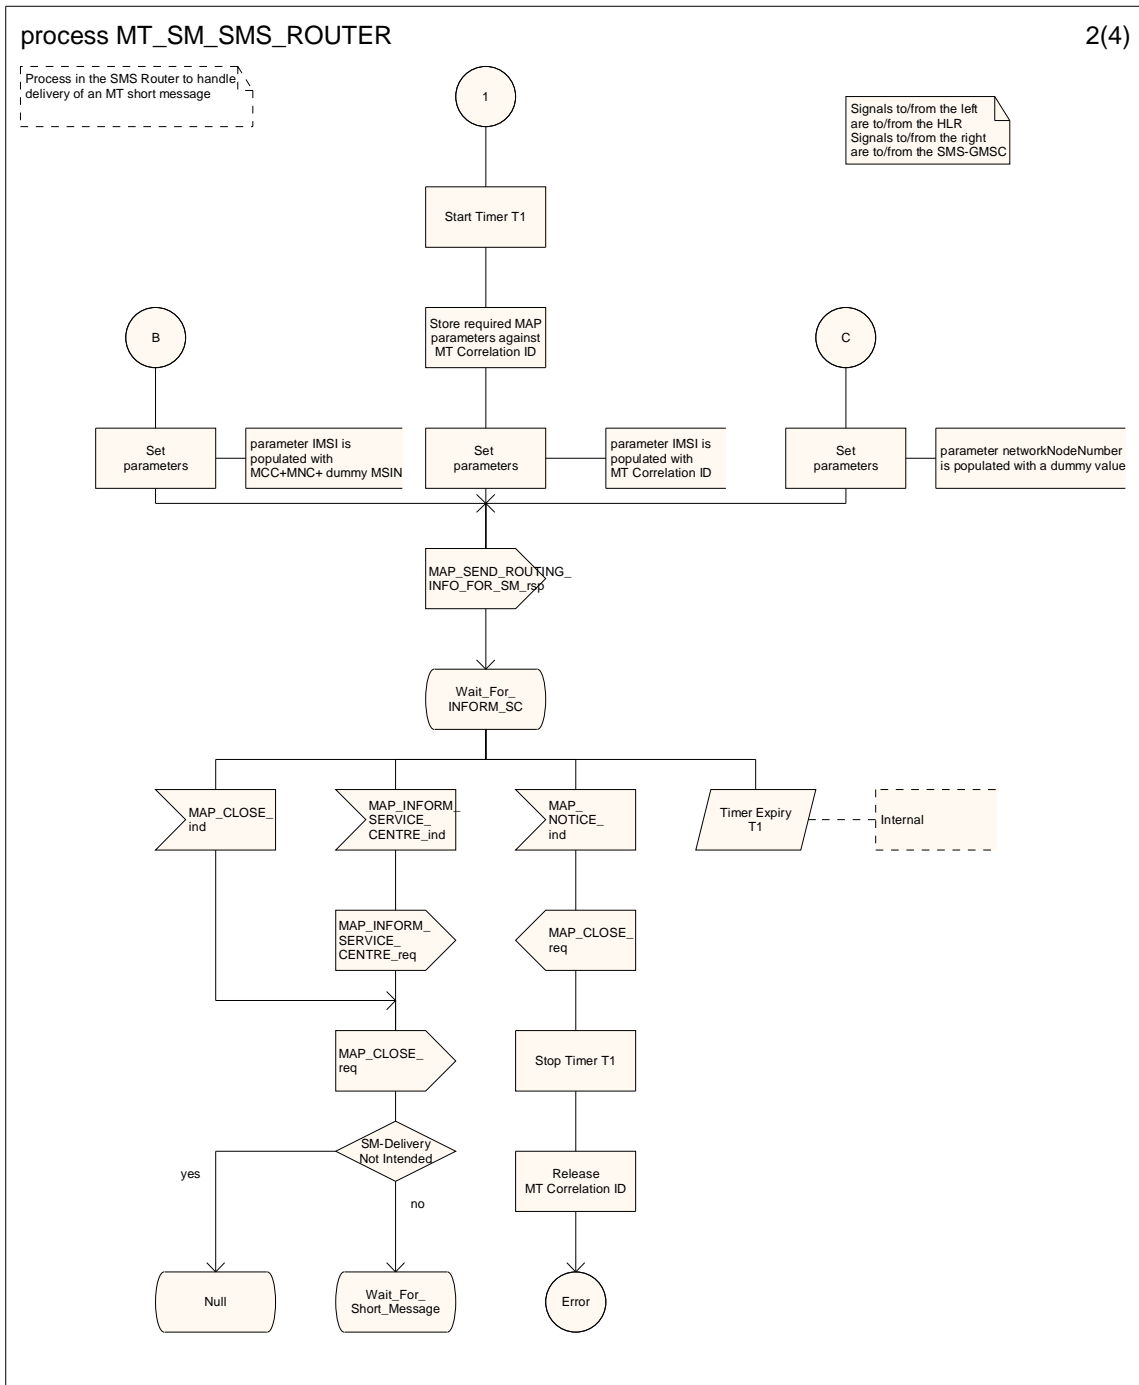 process MT_SM_SMS_ROUTER
2(4)
Process in the SMS Router to handle
delivery of an MT short message
1
Signals to/from the left
are to/from the HLR
Signals to/from the right
are to/from the SMS-GMSC
Start Timer T1
B
Store required MAP
parameters against
MT Correlation ID
C
Set
parameters
parameter IMSI is
populated with
MCC+MNC+ dummy MSIN
Set
parameters
parameter IMSI is
populated with
MT Correlation ID
Set
parameters
parameter networkNodeNumber
is populated with a dummy value
MAP_SEND_ROUTING_
INFO_FOR_SM_rsp
Wait_For_
INFORM_SC
MAP_CLOSE_
ind
MAP_INFORM_
SERVICE_
CENTRE_ind
MAP_
NOTICE_
ind
Timer Expiry
T1
Internal
MAP_INFORM_
SERVICE_
CENTRE_req
MAP_CLOSE_
req
MAP_CLOSE_
req
Stop Timer T1
SM-Delivery
Not Intended
yes
no
Release
MT Correlation ID
Null
Wait_For_
Short_Message
Error